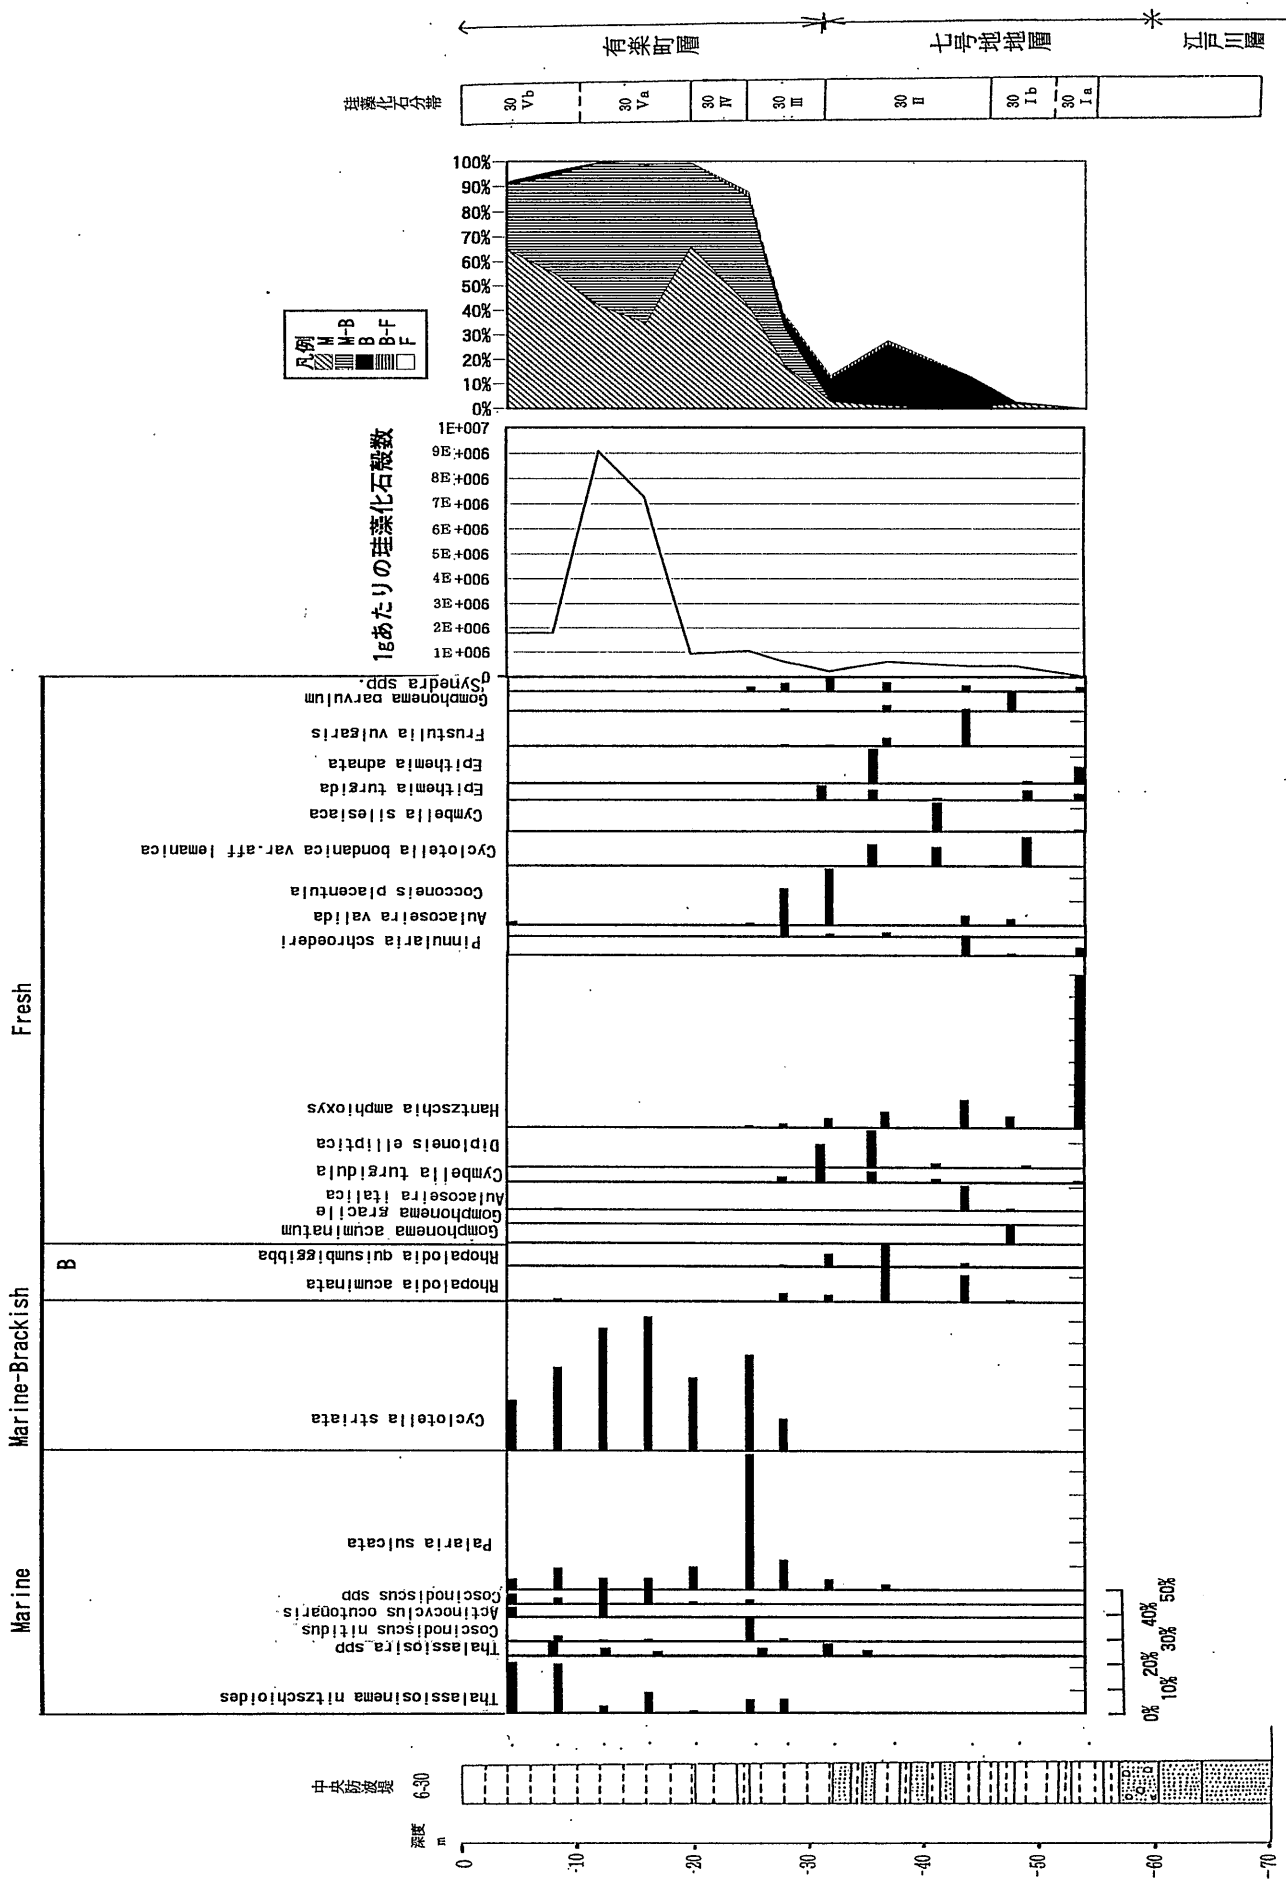 有楽町層
七号地地層
江戸川層
珪藻化石分帯
30 Vb
30 Va
30 IV
30 III
30 II
30 Ib
30 Ia
100%
90%
80%
70%
60%
50%
40%
30%
20%
10%
0%
凡例
M
M-B
B
B-F
F
1gあたりの珪藻化石殻数
1E+007
9E+006
8E+006
7E+006
6E+006
5E+006
4E+006
3E+006
2E+006
1E+006
0
Fresh
B
Marine-Brackish
Marine
Synedra spp.
Gomphonema parvulum
Frustulia vulgaris
Epithemia adnata
Epithemia turgida
Cymbella silesiaca
Cyclotella bondanica var.aff lemanica
Cocconeis placentula
Aulacoseira valida
Pinnularia schroederi
Hantzschia amphioxys
Diploneis elliptica
Cymbella turgidula
Aulacoseira italica
Gomphonema gracile
Gomphonema acuminatum
Rhopalodia quisumbiggibba
Rhopalodia acuminata
Cyclotella striata
Palaria sulcata
Coscinodiscus spp
Actinocyclus ocutonaris
Coscinodiscus nitidus
Thalassiosira spp
Thalassiosinema nitzschioides
0%
10%
20%
30%
40%
50%
中央防波堤
6-30
深度
m
0
-10
-20
-30
-40
-50
-60
-70